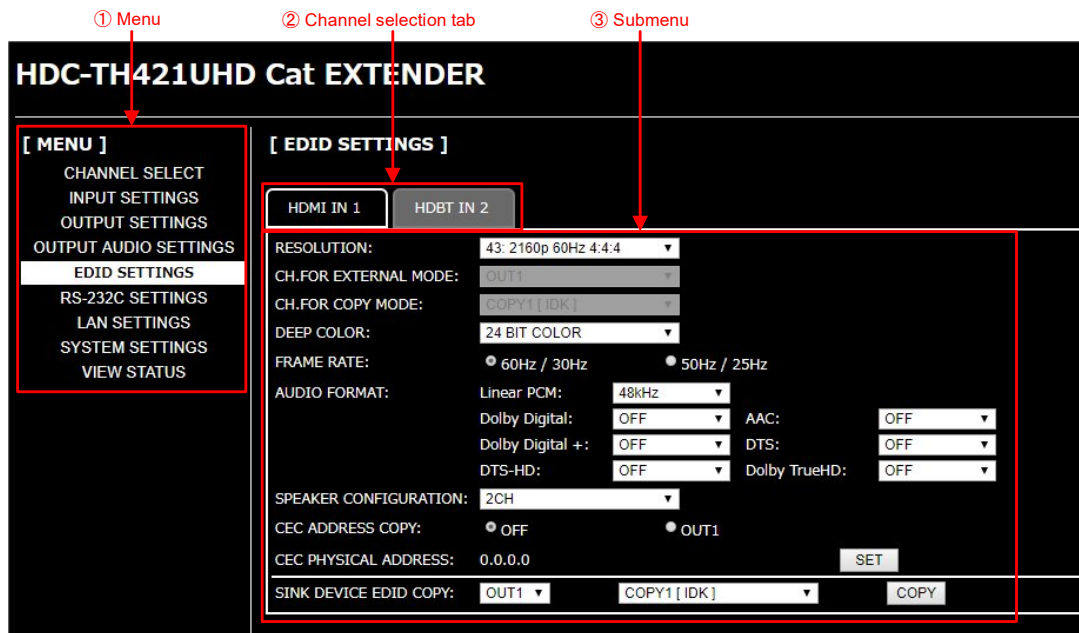 ① Menu
② Channel selection tab
③ Submenu
HDC-TH421UHD Cat EXTENDER
[ MENU ]
CHANNEL SELECT
INPUT SETTINGS
OUTPUT SETTINGS
OUTPUT AUDIO SETTINGS
EDID SETTINGS
RS-232C SETTINGS
LAN SETTINGS
SYSTEM SETTINGS
VIEW STATUS
[ EDID SETTINGS ]
HDMI IN 1 HDBT IN 2
RESOLUTION: 43: 2160p 60Hz 4:4:4
CH.FOR EXTERNAL MODE: OUT1
CH.FOR COPY MODE: COPY1 [ IDK ]
DEEP COLOR: 24 BIT COLOR
FRAME RATE: 60Hz / 30Hz 50Hz / 25Hz
AUDIO FORMAT: Linear PCM: 48kHz
Dolby Digital: OFF AAC: OFF
Dolby Digital +: OFF DTS: OFF
DTS-HD: OFF Dolby TrueHD: OFF
SPEAKER CONFIGURATION: 2CH
CEC ADDRESS COPY: OFF OUT1
CEC PHYSICAL ADDRESS: 0.0.0.0 SET
SINK DEVICE EDID COPY: OUT1 COPY1 [ IDK ] COPY